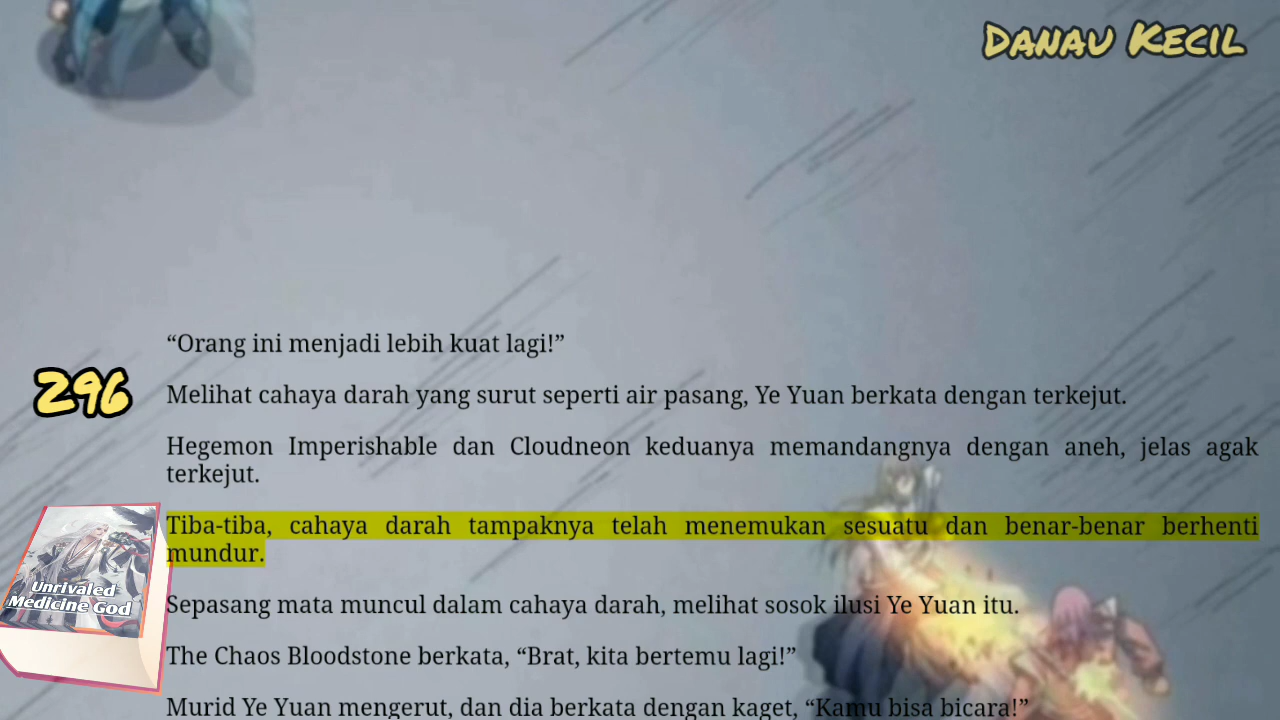 DANAU KECIL
“Orang ini menjadi lebih kuat lagi!”
296
Melihat cahaya darah yang surut seperti air pasang, Ye Yuan berkata dengan terkejut.
Hegemon Imperishable dan Cloudneon keduanya memandangnya dengan aneh, jelas agak
terkejut.
Tiba-tiba, cahaya darah tampaknya telah menemukan sesuatu dan benar-benar berhenti
mundur.
Unrivaled
Medicine God
Sepasang mata muncul dalam cahaya darah, melihat sosok ilusi Ye Yuan itu.
The Chaos Bloodstone berkata, “Brat, kita bertemu lagi!”
Murid Ye Yuan mengerut, dan dia berkata dengan kaget, “Kamu bisa bicara!”